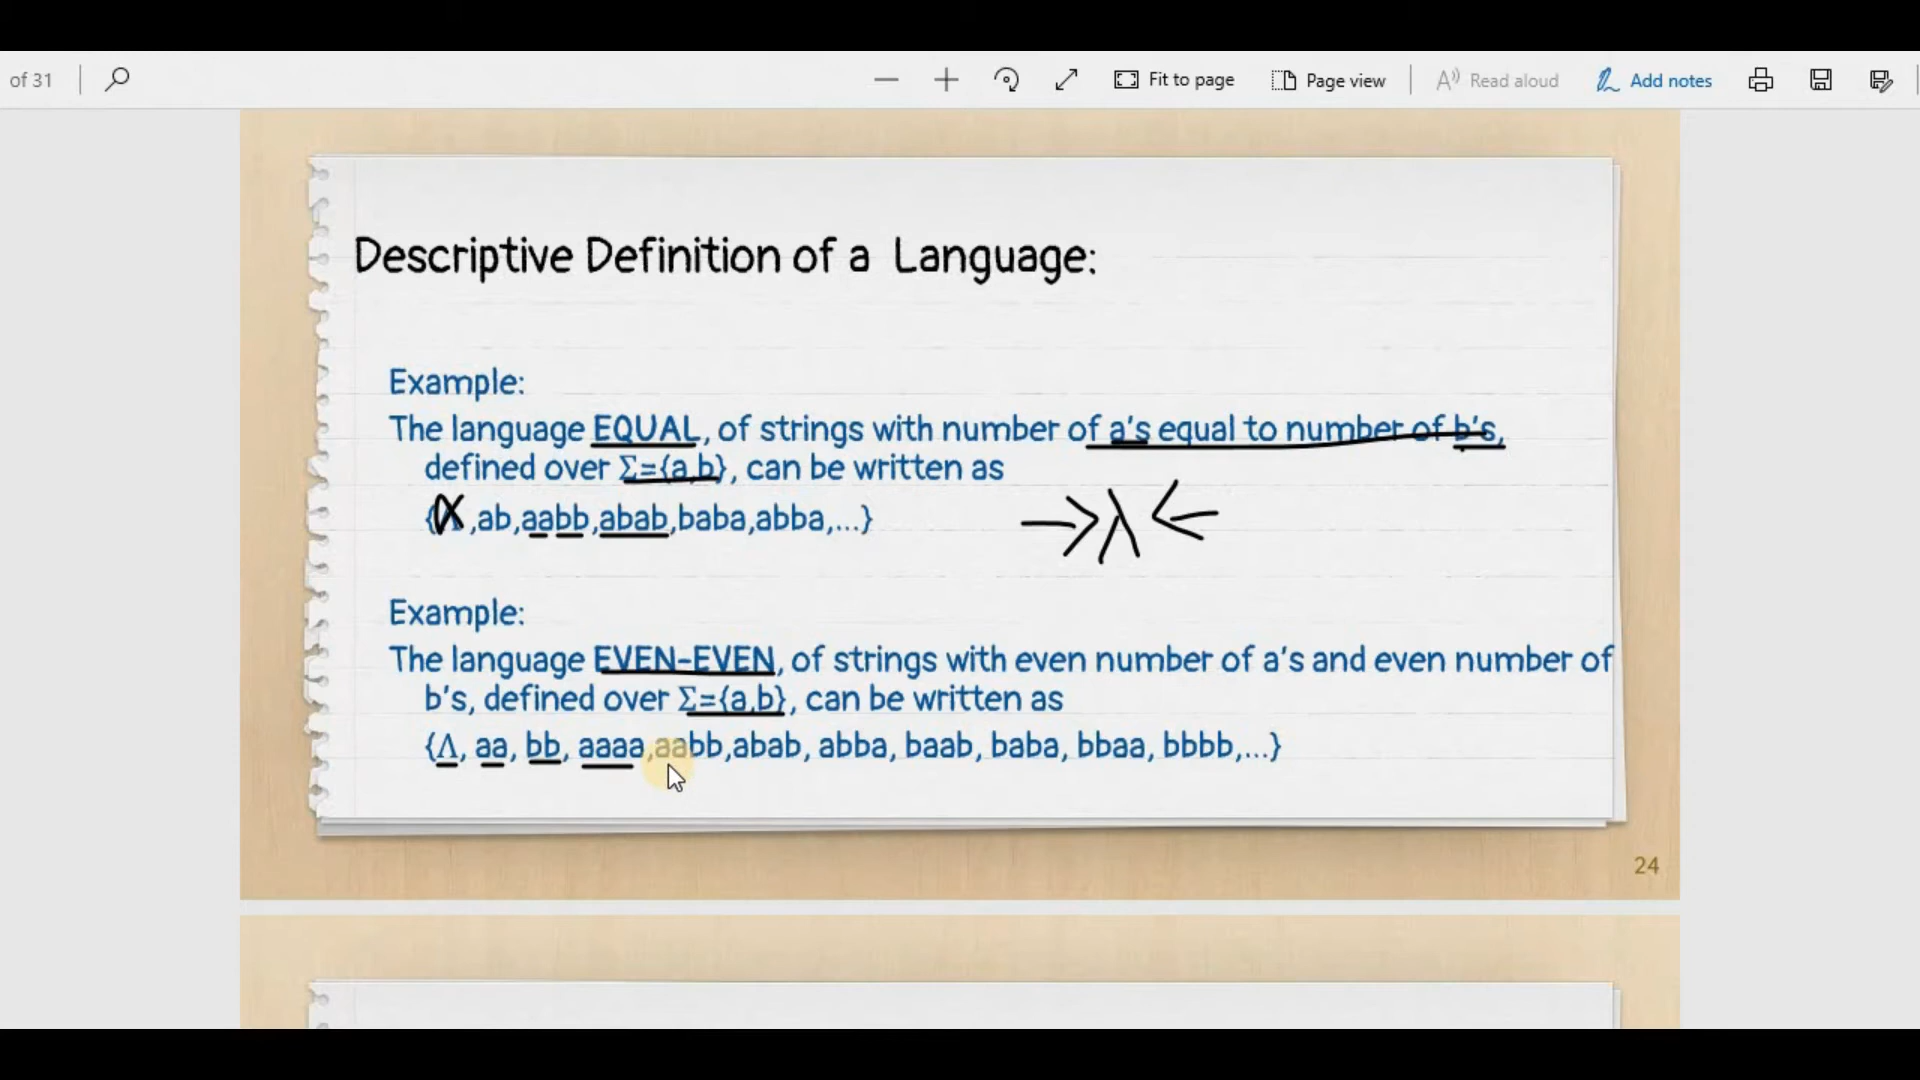 of 31
Fit to page
Page view
Read aloud
Add notes
Descriptive Definition of a Language:
Example:
The language EQUAL, of strings with number of a's equal to number of b's,
defined over Σ={a,b}, can be written as
{Λ ,ab,aabb,abab,baba,abba,...}
λ
Example:
The language EVEN-EVEN, of strings with even number of a's and even number of
b's, defined over Σ={a,b}, can be written as
{Λ, aa, bb, aaaa ,aabb,abab, abba, baab, baba, bbaa, bbbb,...}
24